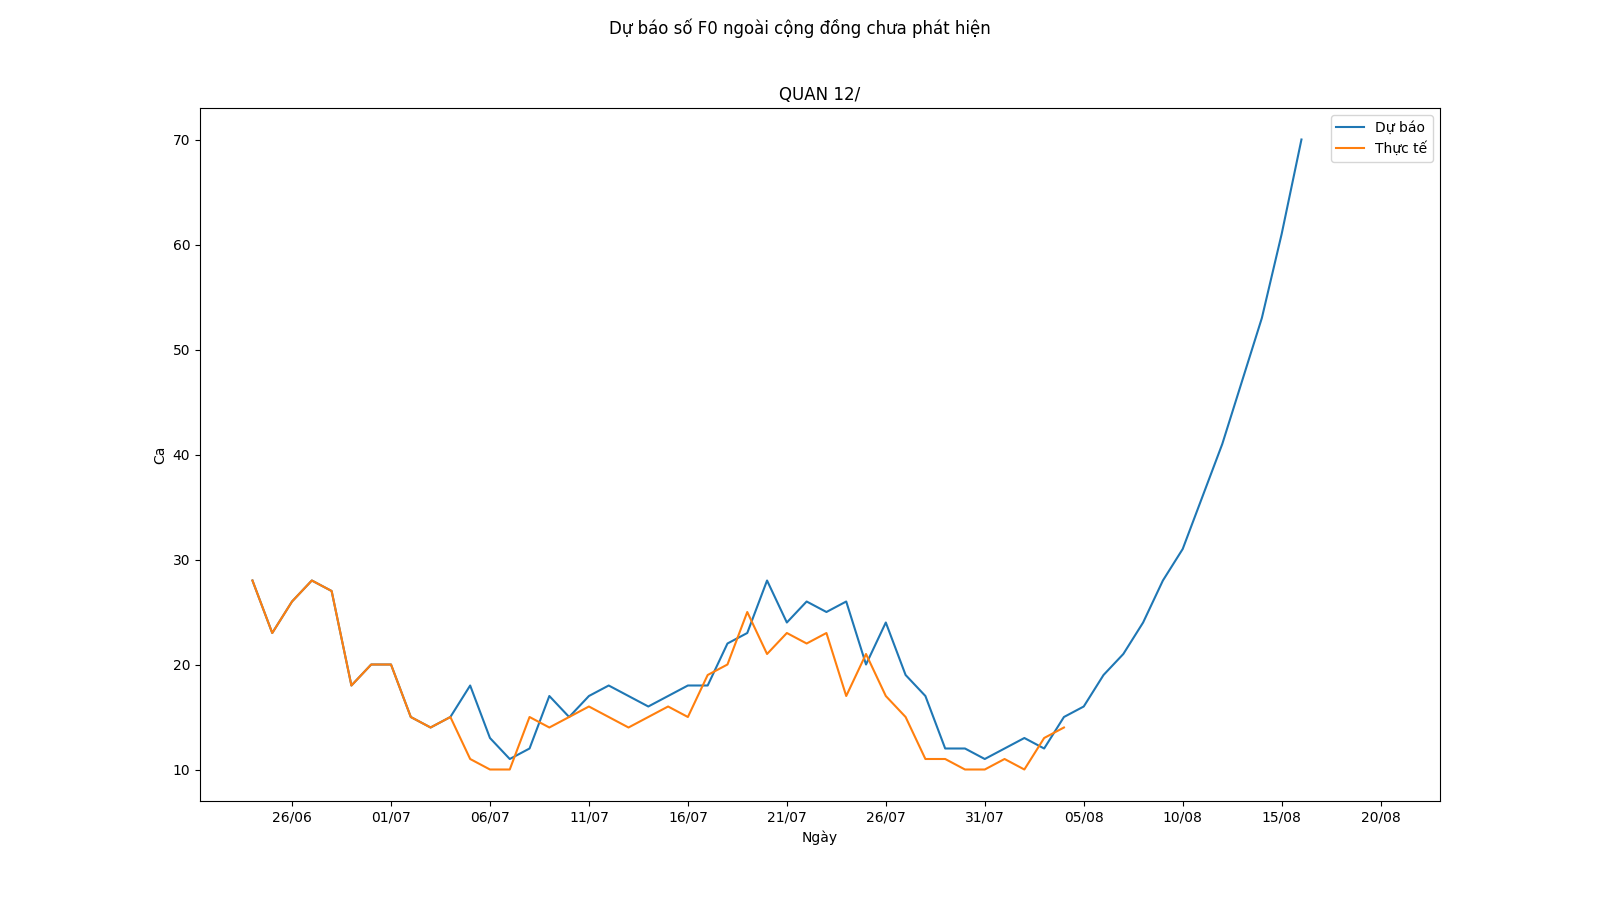 Dự báo số F0 ngoài cộng đồng chưa phát hiện
QUAN 12/
Dự báo
Thực tế
70
60
50
40
30
20
10
Ca
26/06 01/07 06/07 11/07 16/07 21/07 26/07 31/07 05/08 10/08 15/08 20/08
Ngày